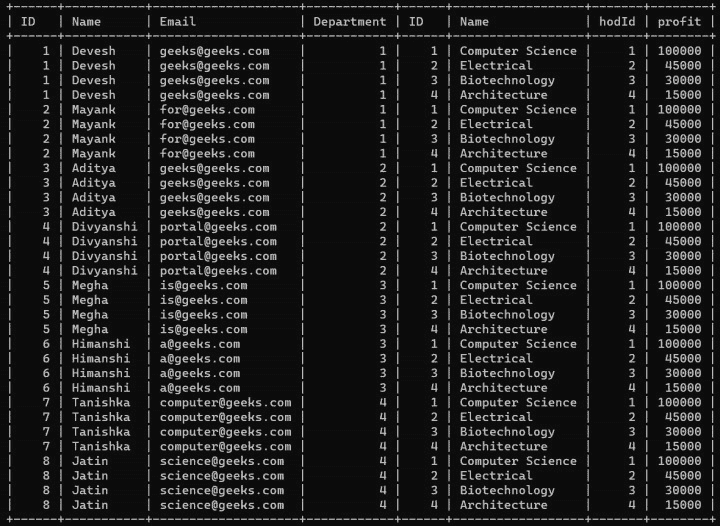 | ID | Name | Email | Department | ID | Name | hodId | profit |
| 1 | Devesh | geeks@geeks.com | 1 | 1 | Computer Science | 1 | 100000 |
| 1 | Devesh | geeks@geeks.com | 1 | 2 | Electrical | 2 | 45000 |
| 1 | Devesh | geeks@geeks.com | 1 | 3 | Biotechnology | 3 | 30000 |
| 1 | Devesh | geeks@geeks.com | 1 | 4 | Architecture | 4 | 15000 |
| 2 | Mayank | for@geeks.com | 1 | 1 | Computer Science | 1 | 100000 |
| 2 | Mayank | for@geeks.com | 1 | 2 | Electrical | 2 | 45000 |
| 2 | Mayank | for@geeks.com | 1 | 3 | Biotechnology | 3 | 30000 |
| 2 | Mayank | for@geeks.com | 1 | 4 | Architecture | 4 | 15000 |
| 3 | Aditya | geeks@geeks.com | 2 | 1 | Computer Science | 1 | 100000 |
| 3 | Aditya | geeks@geeks.com | 2 | 2 | Electrical | 2 | 45000 |
| 3 | Aditya | geeks@geeks.com | 2 | 3 | Biotechnology | 3 | 30000 |
| 3 | Aditya | geeks@geeks.com | 2 | 4 | Architecture | 4 | 15000 |
| 4 | Divyanshi | portal@geeks.com | 2 | 1 | Computer Science | 1 | 100000 |
| 4 | Divyanshi | portal@geeks.com | 2 | 2 | Electrical | 2 | 45000 |
| 4 | Divyanshi | portal@geeks.com | 2 | 3 | Biotechnology | 3 | 30000 |
| 4 | Divyanshi | portal@geeks.com | 2 | 4 | Architecture | 4 | 15000 |
| 5 | Megha | is@geeks.com | 3 | 1 | Computer Science | 1 | 100000 |
| 5 | Megha | is@geeks.com | 3 | 2 | Electrical | 2 | 45000 |
| 5 | Megha | is@geeks.com | 3 | 3 | Biotechnology | 3 | 30000 |
| 5 | Megha | is@geeks.com | 3 | 4 | Architecture | 4 | 15000 |
| 6 | Himanshi | a@geeks.com | 3 | 1 | Computer Science | 1 | 100000 |
| 6 | Himanshi | a@geeks.com | 3 | 2 | Electrical | 2 | 45000 |
| 6 | Himanshi | a@geeks.com | 3 | 3 | Biotechnology | 3 | 30000 |
| 6 | Himanshi | a@geeks.com | 3 | 4 | Architecture | 4 | 15000 |
| 7 | Tanishka | computer@geeks.com | 4 | 1 | Computer Science | 1 | 100000 |
| 7 | Tanishka | computer@geeks.com | 4 | 2 | Electrical | 2 | 45000 |
| 7 | Tanishka | computer@geeks.com | 4 | 3 | Biotechnology | 3 | 30000 |
| 7 | Tanishka | computer@geeks.com | 4 | 4 | Architecture | 4 | 15000 |
| 8 | Jatin | science@geeks.com | 4 | 1 | Computer Science | 1 | 100000 |
| 8 | Jatin | science@geeks.com | 4 | 2 | Electrical | 2 | 45000 |
| 8 | Jatin | science@geeks.com | 4 | 3 | Biotechnology | 3 | 30000 |
| 8 | Jatin | science@geeks.com | 4 | 4 | Architecture | 4 | 15000 |